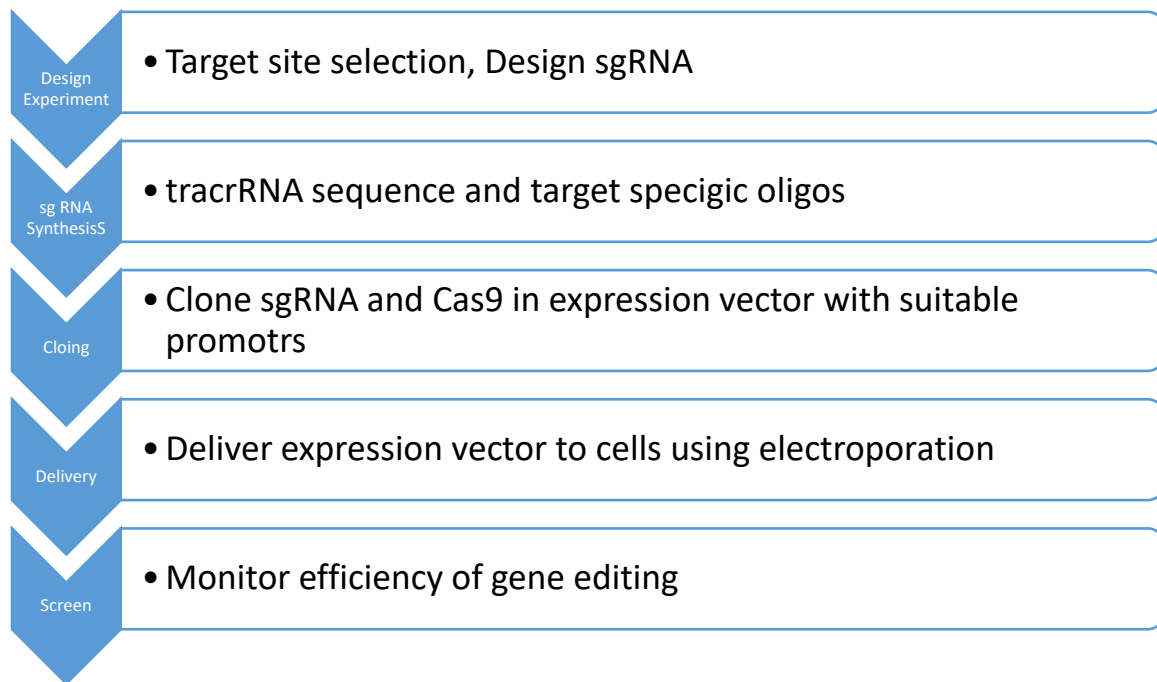 Design
Experiment
• Target site selection, Design sgRNA
sg RNA
SynthesisS
• tracrRNA sequence and target specigic oligos
Cloing
• Clone sgRNA and Cas9 in expression vector with suitable
promotrs
Delivery
• Deliver expression vector to cells using electroporation
Screen
• Monitor efficiency of gene editing